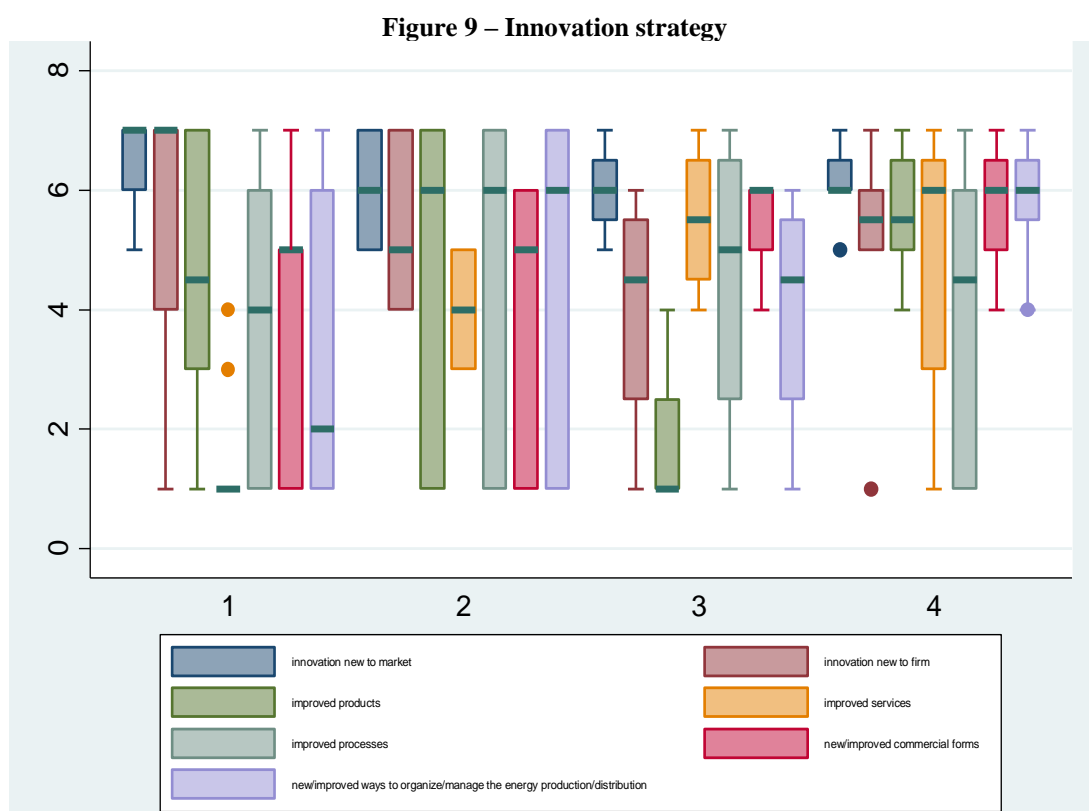 Figure 9 – Innovation strategy
8
6
4
2
0
1 2 3 4
innovation new to market innovation new to firm
improved products improved services
improved processes new/improved commercial forms
new/improved ways to organize/manage the energy production/distribution